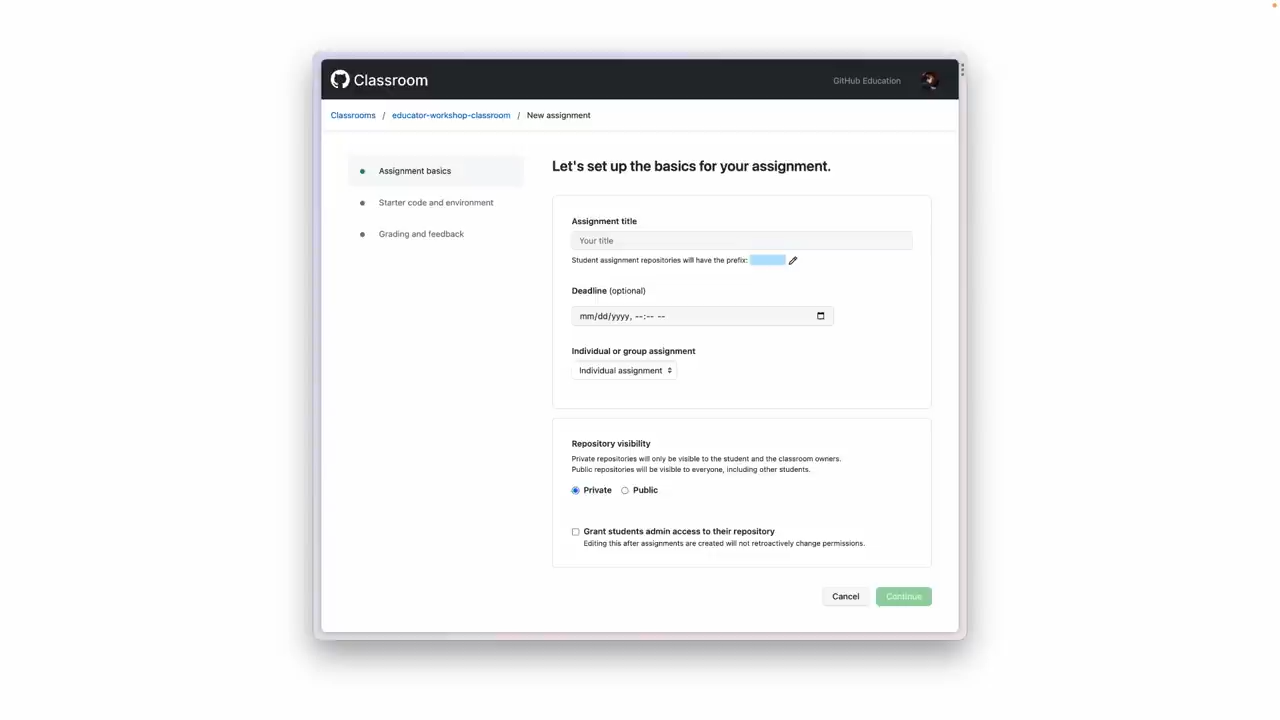 Classroom
GitHub Education
Classrooms / educator-workshop-classroom / New assignment
Assignment basics
Starter code and environment
Grading and feedback
Let's set up the basics for your assignment.
Assignment title
Your title
Student assignment repositories will have the prefix:
Deadline (optional)
mm/dd/yyyy, --:-- --
Individual or group assignment
Individual assignment
Repository visibility
Private repositories will only be visible to the student and the classroom owners.
Public repositories will be visible to everyone, including other students.
Private Public
Grant students admin access to their repository
Editing this after assignments are created will not retroactively change permissions.
Cancel Continue